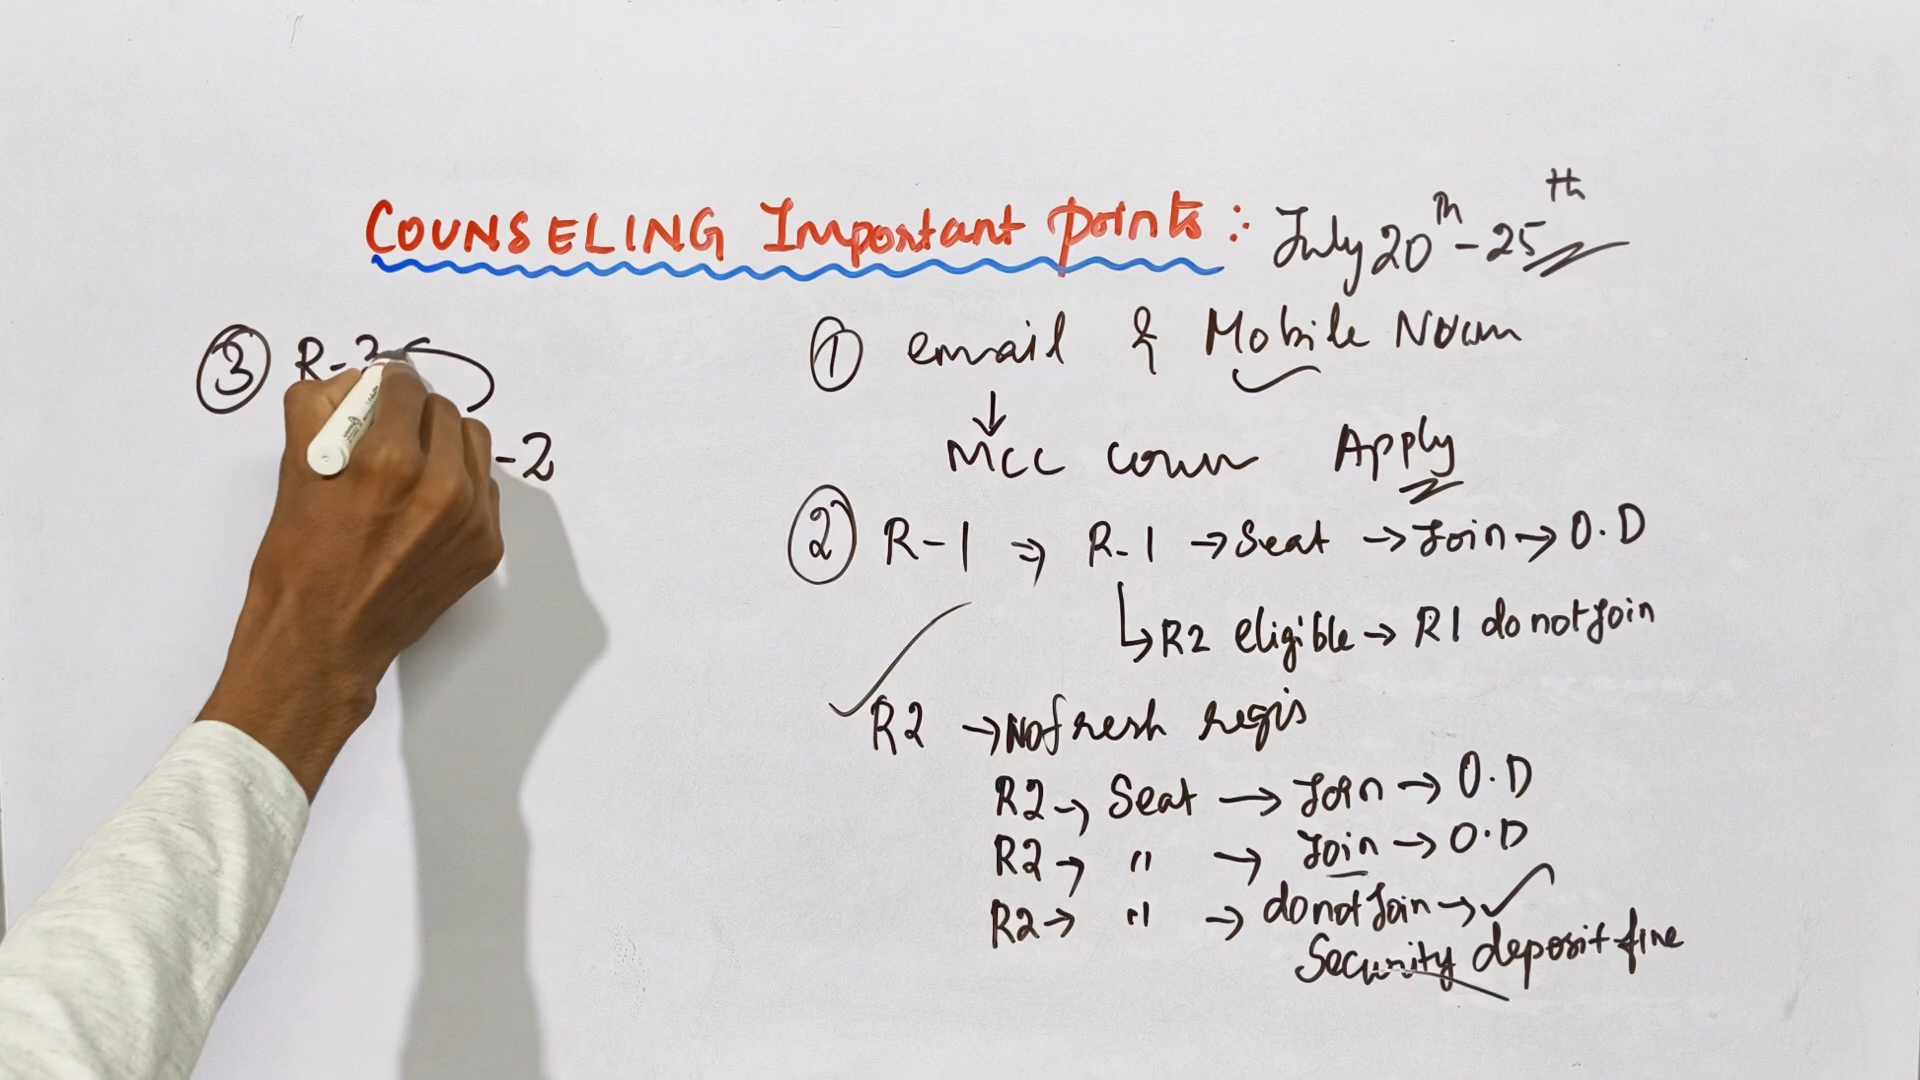 COUNSELING Important points : July 20th - 25th
① email & Mobile Noun
↓
MCC coun Apply
② R-1 ⇒ R-1 → Seat → Join → O.D
↳ R2 eligible → R1 do not Join
R2 → No fresh regis
R2 → Seat → Join → O.D
R2 → " → Join → O.D
R2 → " → do not Join → ✓
Security deposit fine
③ R-3
-2